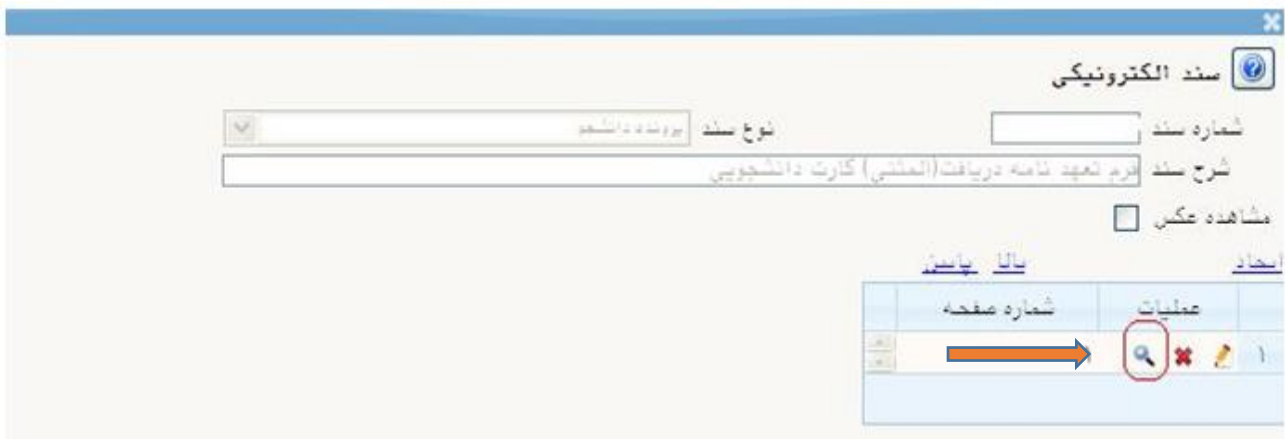 سند الکترونیکی
شماره سند نوع سند پرونده دانشجو
شرح سند فرم تعهد نامه دریافت(المثنی) کارت دانشجویی
مشاهده عکس
ایجاد بالا پایین
عملیات شماره صفحه
۱